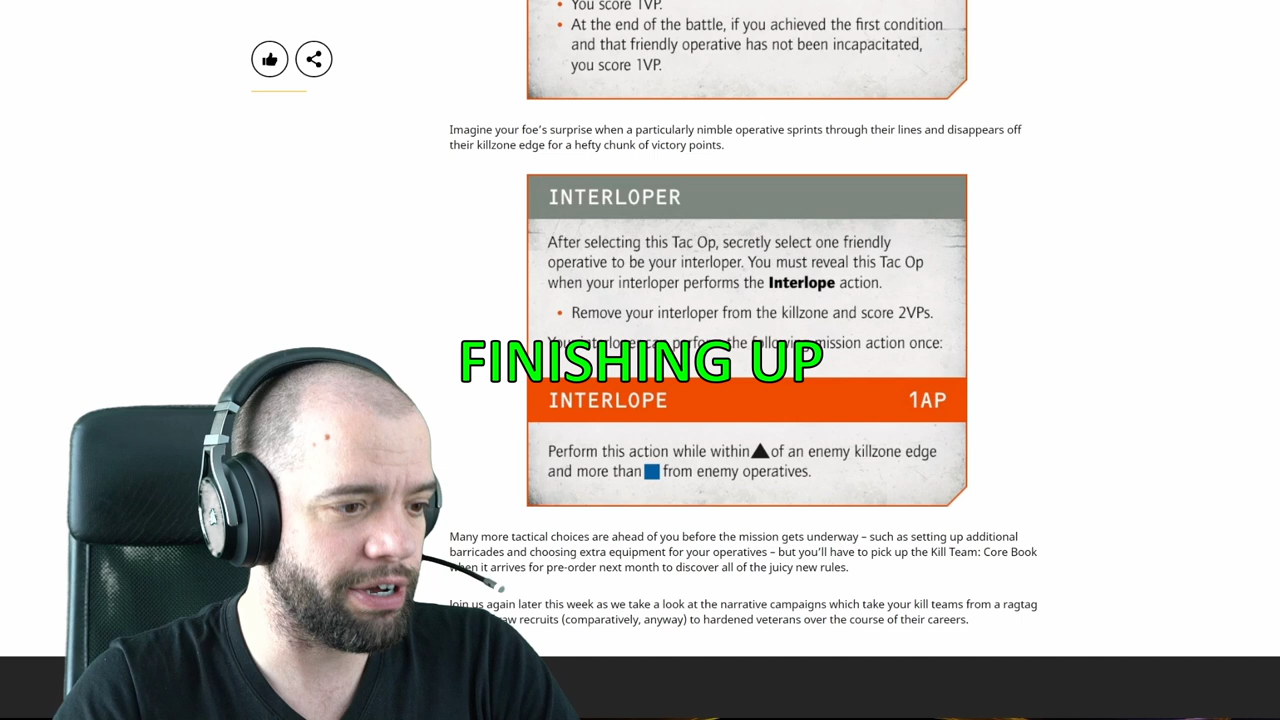 You score 1VP.
At the end of the battle, if you achieved the first condition
and that friendly operative has not been incapacitated,
you score 1VP.
Imagine your foe's surprise when a particularly nimble operative sprints through their lines and disappears off
their killzone edge for a hefty chunk of victory points.
INTERLOPER
After selecting this Tac Op, secretly select one friendly
operative to be your interloper. You must reveal this Tac Op
when your interloper performs the Interlope action.
Remove your interloper from the killzone and score 2VPs.
Your interloper can perform the following mission action once:
FINISHING UP
INTERLOPE 1AP
Perform this action while within ▲ of an enemy killzone edge
and more than ■ from enemy operatives.
Many more tactical choices are ahead of you before the mission gets underway – such as setting up additional
barricades and choosing extra equipment for your operatives – but you'll have to pick up the Kill Team: Core Book
when it arrives for pre-order next month to discover all of the juicy new rules.
Join us again later this week as we take a look at the narrative campaigns which take your kill teams from a ragtag
recruits (comparatively, anyway) to hardened veterans over the course of their careers.